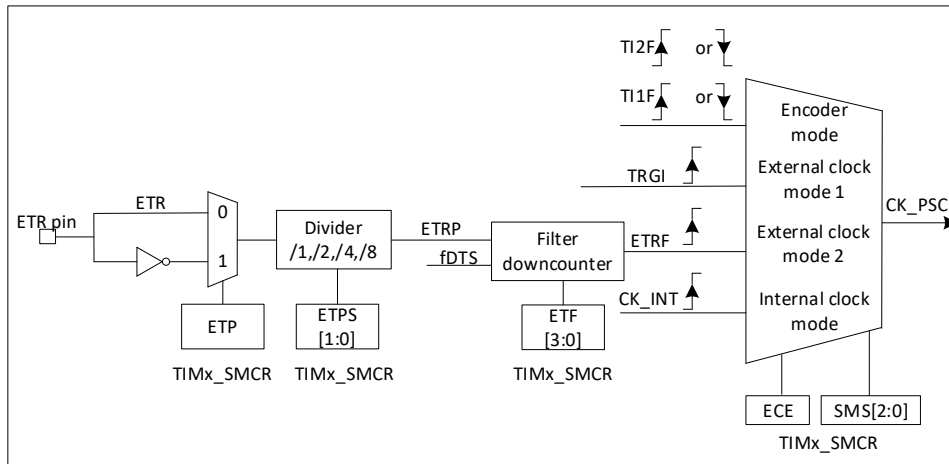 TI2F or
TI1F or
Encoder
mode
TRGI
External clock
mode 1
CK_PSC
ETR pin
ETR
0
1
Divider
/1,/2,/4,/8
ETRP
fDTS
Filter
downcounter
ETRF
External clock
mode 2
CK_INT
Internal clock
mode
ETP
TIMx_SMCR
ETPS
[1:0]
TIMx_SMCR
ETF
[3:0]
TIMx_SMCR
ECE
SMS[2:0]
TIMx_SMCR